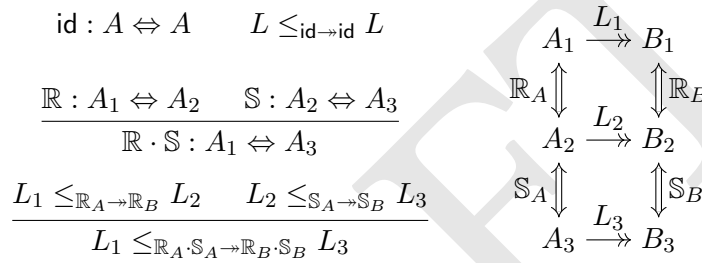 id : A ⇔ A    L ≤_{id↠id} L
ℝ : A₁ ⇔ A₂    𝕊 : A₂ ⇔ A₃
ℝ · 𝕊 : A₁ ⇔ A₃
L₁ ≤_{ℝ_A↠ℝ_B} L₂    L₂ ≤_{𝕊_A↠𝕊_B} L₃
L₁ ≤_{ℝ_A·𝕊_A↠ℝ_B·𝕊_B} L₃
L₁
A₁ ↠ B₁
ℝ_A ⇕ ⇕ ℝ_B
L₂
A₂ ↠ B₂
𝕊_A ⇕ ⇕ 𝕊_B
L₃
A₃ ↠ B₃